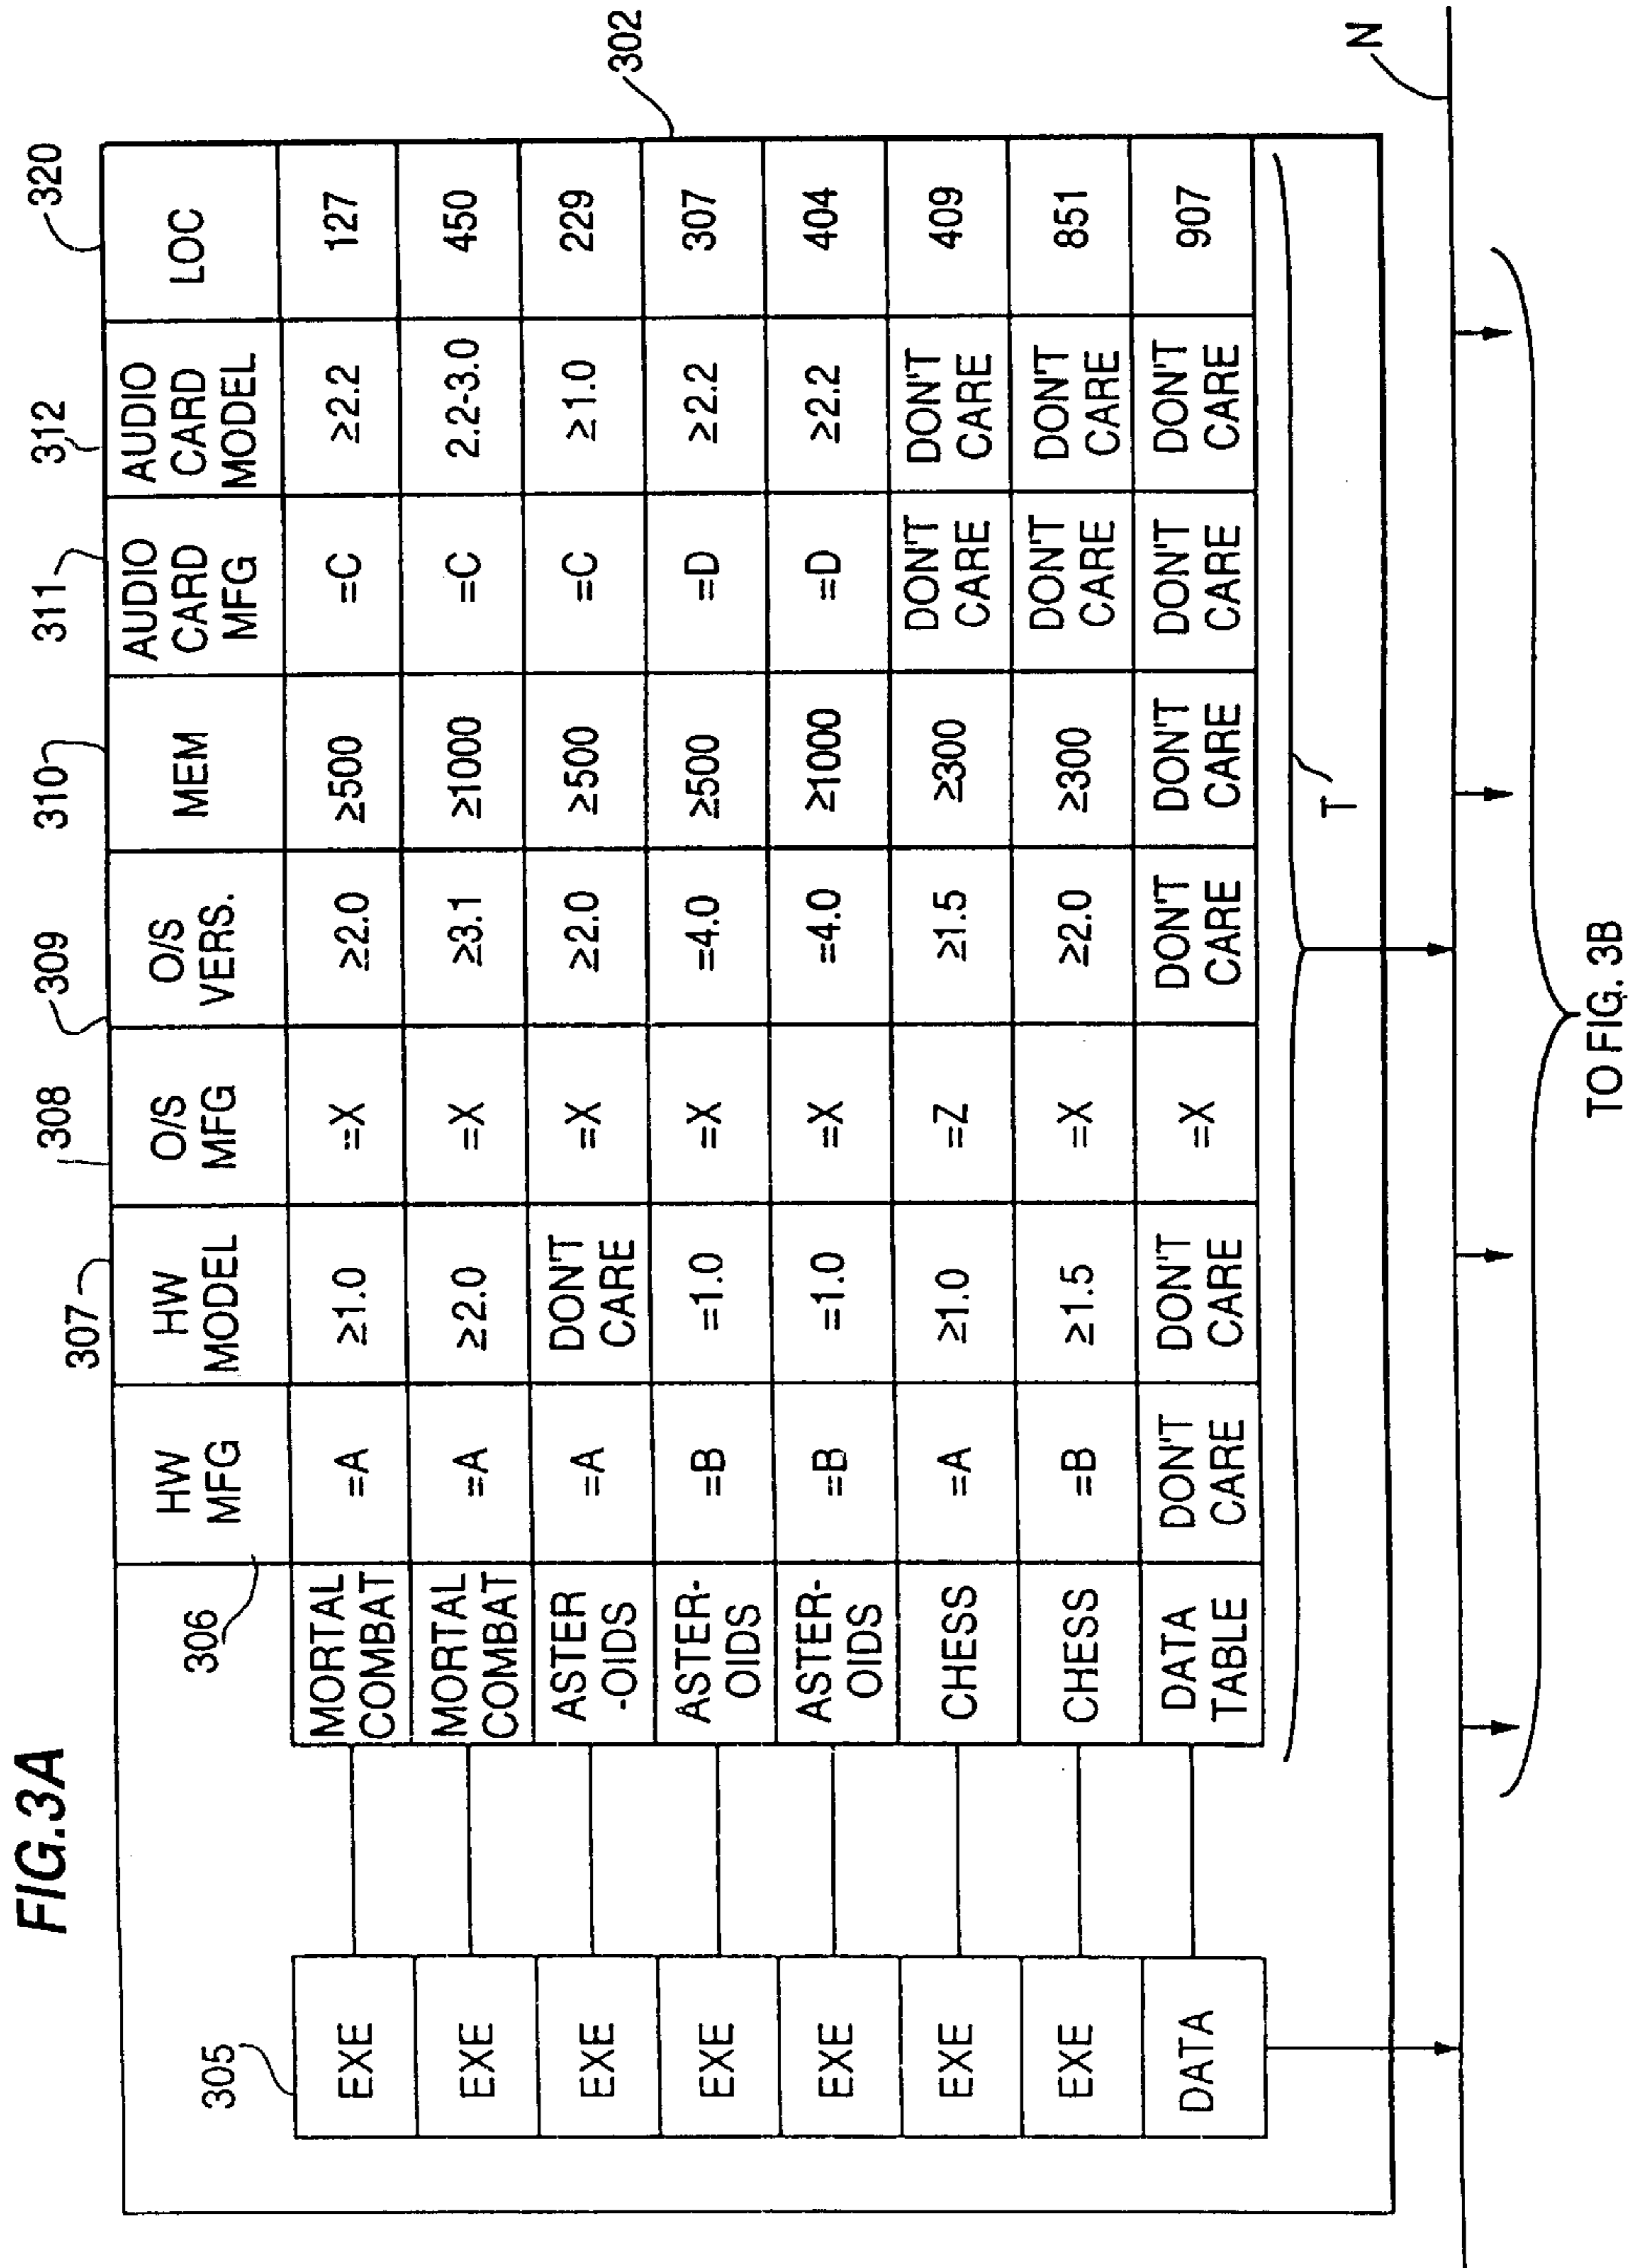 FIG.3A
305
306
307
308
309
310
311
312
320
302
HW
MFG
HW
MODEL
O/S
MFG
O/S
VERS.
MEM
AUDIO
CARD
MFG
AUDIO
CARD
MODEL
LOC
EXE
MORTAL
COMBAT
=A
≥1.0
=X
≥2.0
≥500
=C
≥2.2
127
EXE
MORTAL
COMBAT
=A
≥2.0
=X
≥3.1
≥1000
=C
2.2-3.0
450
EXE
ASTER
-OIDS
=A
DON'T
CARE
=X
≥2.0
≥500
=C
≥1.0
229
EXE
ASTER-
OIDS
=B
=1.0
=X
=4.0
≥500
=D
≥2.2
307
EXE
ASTER-
OIDS
=B
=1.0
=X
=4.0
≥1000
=D
≥2.2
404
EXE
CHESS
=A
≥1.0
=Z
≥1.5
≥300
DON'T
CARE
DON'T
CARE
409
EXE
CHESS
=B
≥1.5
=X
≥2.0
≥300
DON'T
CARE
DON'T
CARE
851
DATA
DATA
TABLE
DON'T
CARE
DON'T
CARE
=X
DON'T
CARE
DON'T
CARE
DON'T
CARE
DON'T
CARE
907
T
N
TO FIG. 3B